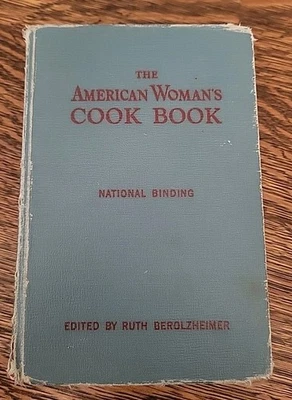 THE
AMERICAN WOMAN'S
COOK BOOK
NATIONAL BINDING
EDITED BY RUTH BEROLZHEIMER